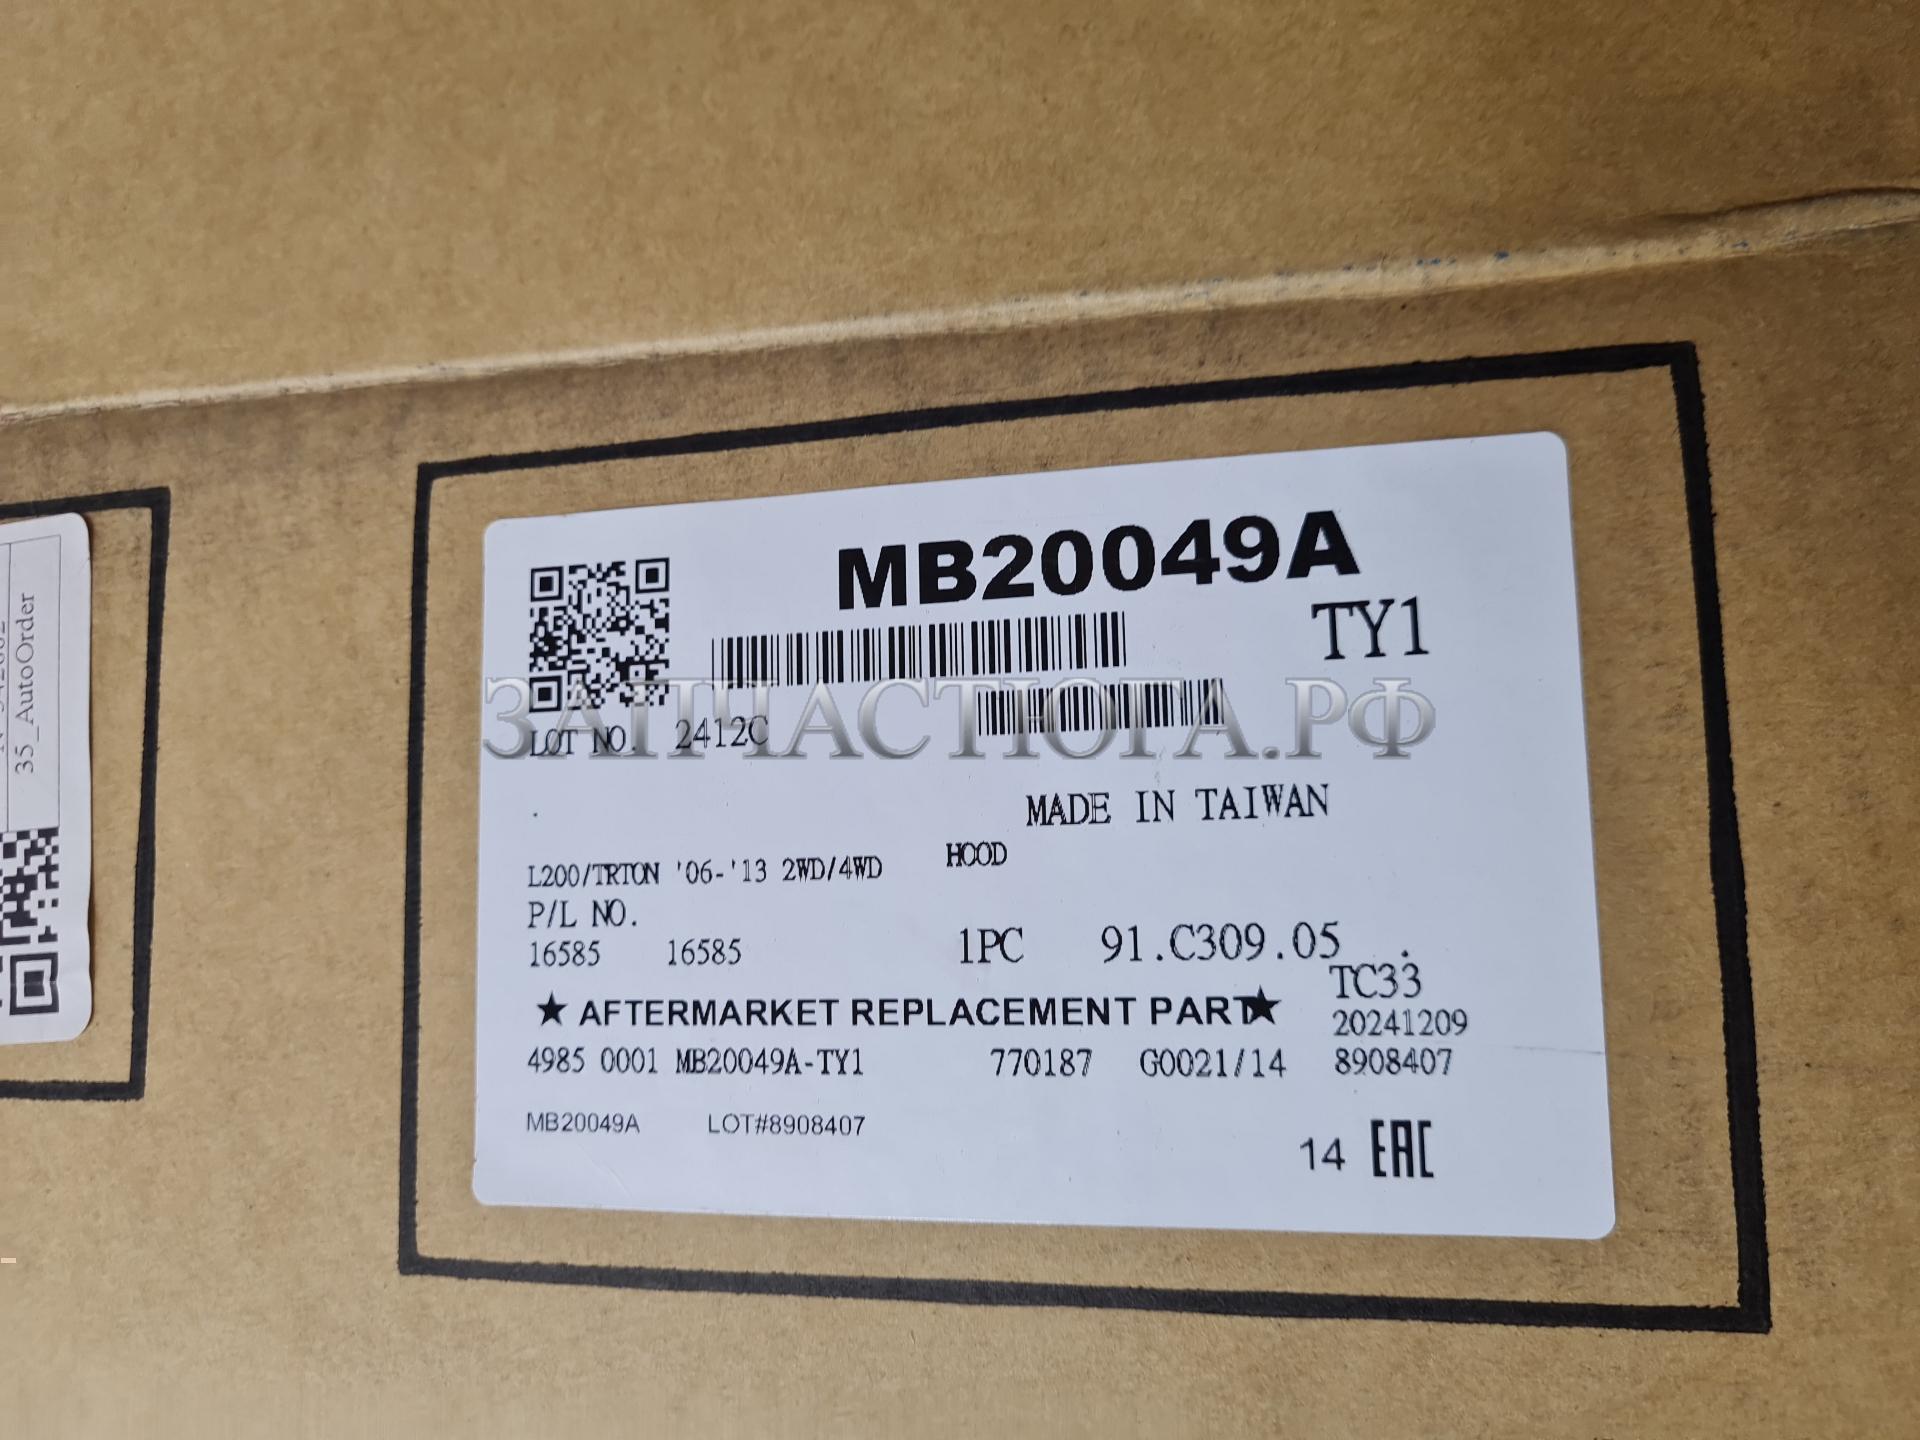 MB20049A
TY1
ЗАПЧАСТЮГА.РФ
LOT NO. 2412C
MADE IN TAIWAN
L200/TRTON '06-'13 2WD/4WD HOOD
P/L NO.
16585 16585 1PC 91.C309.05 .
TC33
★ AFTERMARKET REPLACEMENT PART★
20241209
4985 0001 MB20049A-TY1 770187 G0021/14 8908407
MB20049A LOT#8908407
14 EAC
35_AutoOrder